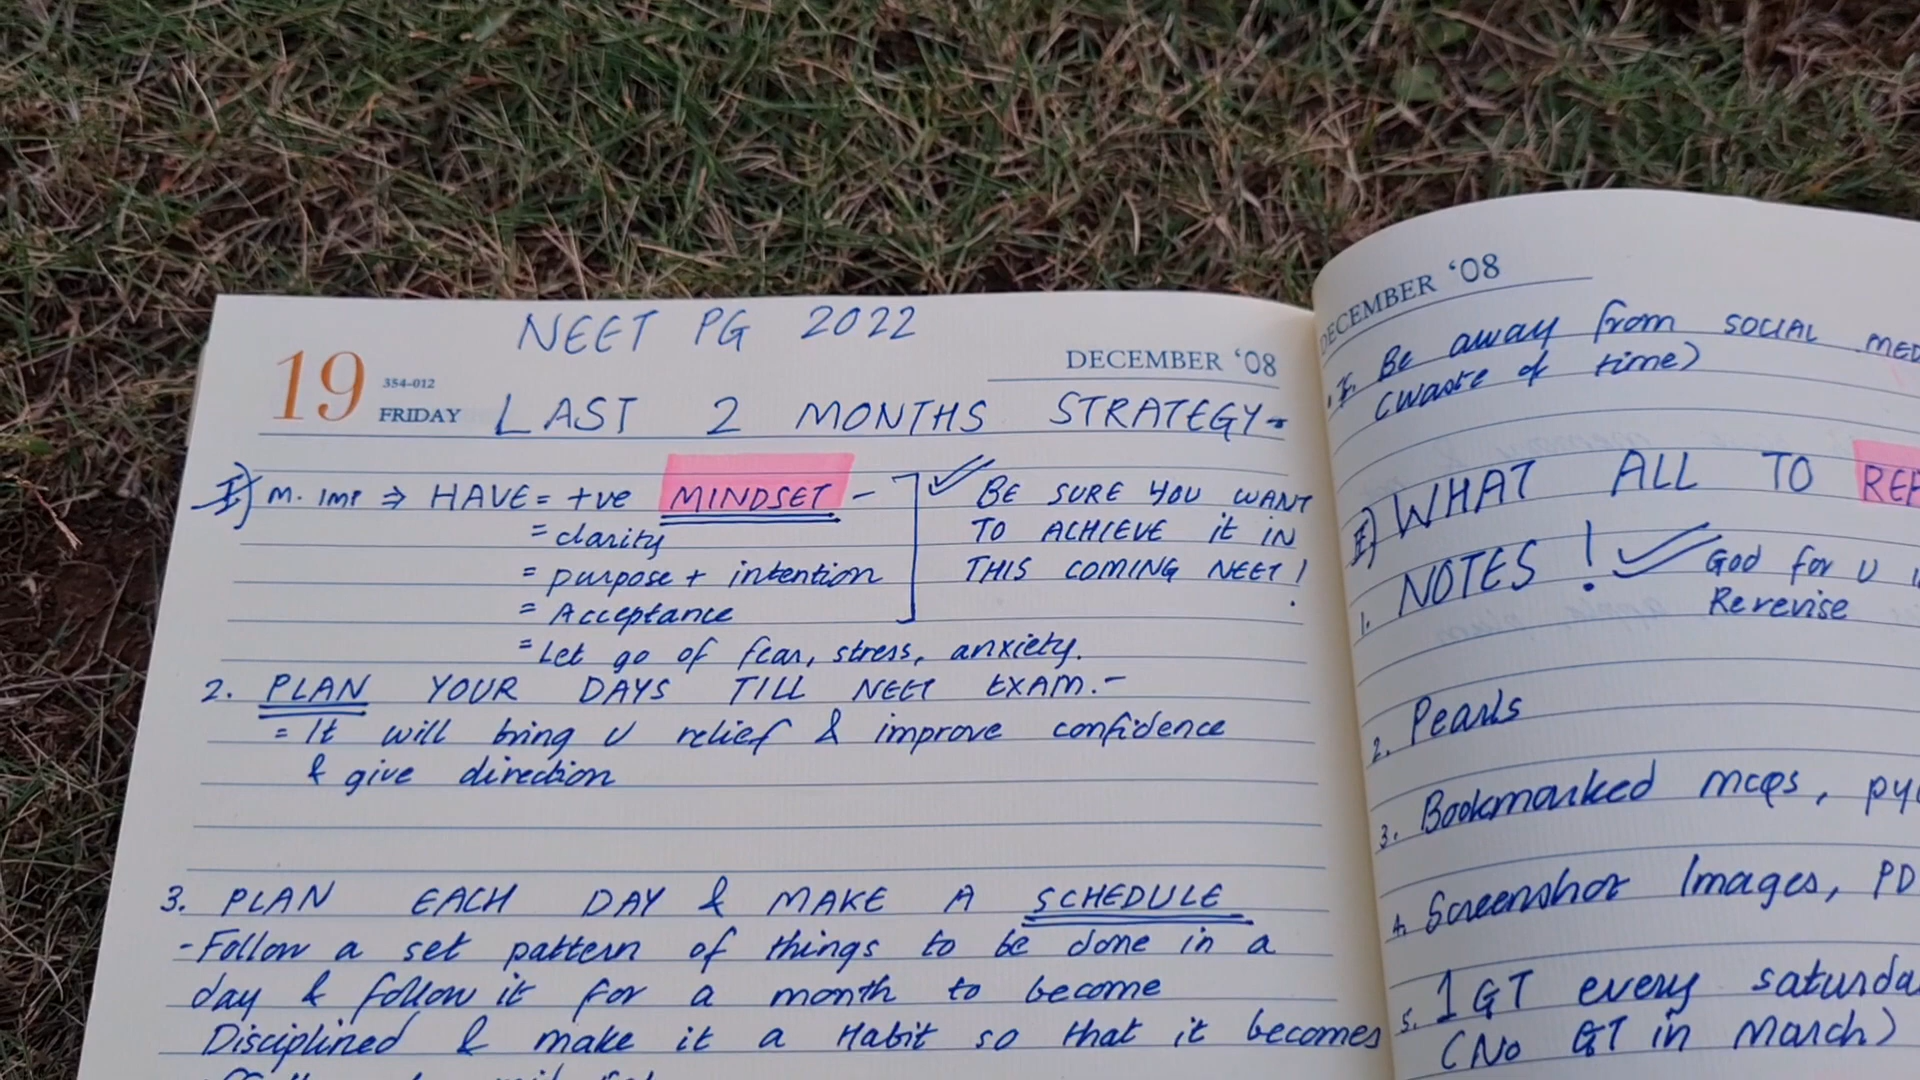 NEET PG 2022
19 354-012 FRIDAY DECEMBER '08
LAST 2 MONTHS STRATEGY-
I) M. IMP ⇒ HAVE = +ve MINDSET - ✓ BE SURE YOU WANT
= clarity TO ACHIEVE it iN
= purpose + intention THIS COMING NEET!
= Acceptance
= Let go of fear, stress, anxiety.
2. PLAN YOUR DAYS TILL NEET EXAM.-
= It will bring U relief & improve confidence
& give direction
3. PLAN EACH DAY & MAKE A SCHEDULE
- Follow a set pattern of things to be done in a
day & follow it for a month to become
Disciplined & make it a Habit so that it becomes
DECEMBER '08
Be away from SOCIAL MED
(waste of time)
II) WHAT ALL TO
1. NOTES! ✓ God for U
Rerevise
2. Pearls
3. Bookmarked mcqs,
4. Screenshot Images, PD
5. 1 GT every saturda
(No GT in March)